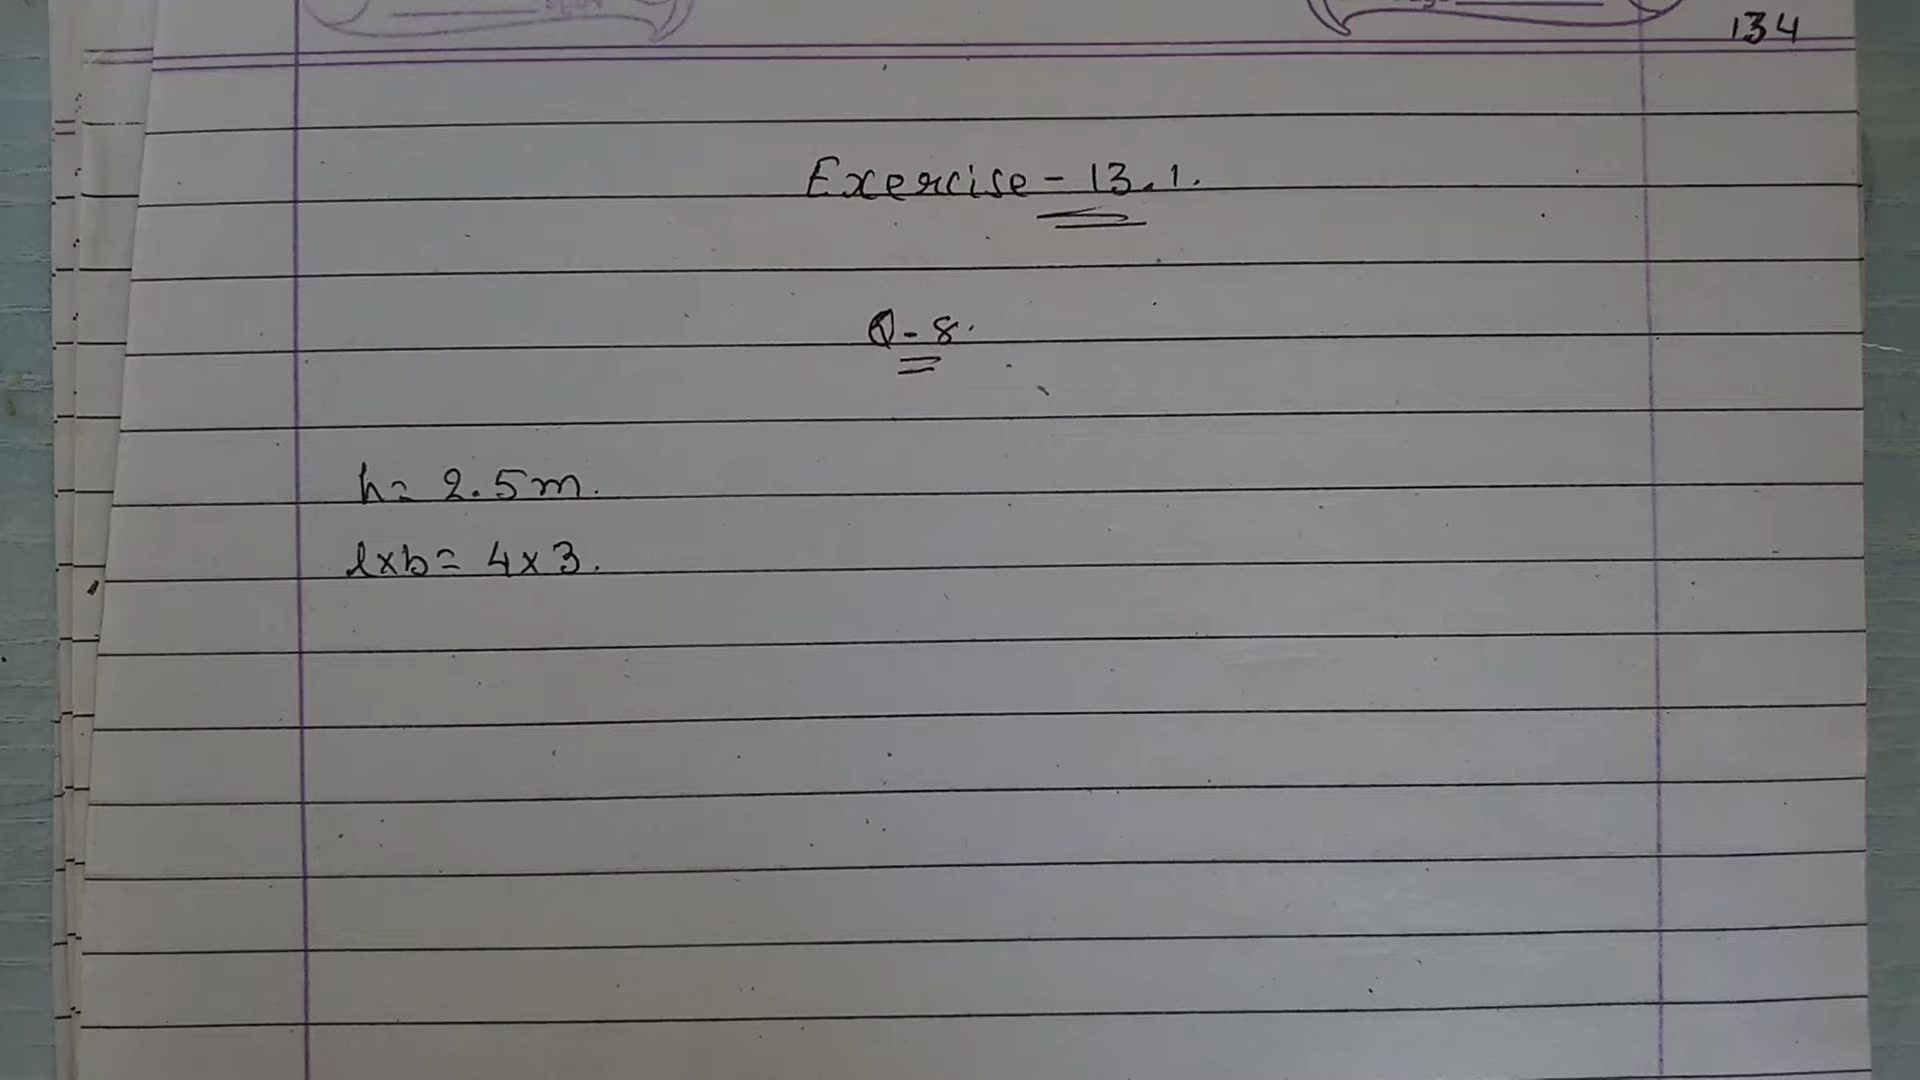 134
Exercise - 13.1.
Q-8.
h= 2.5m.
l×b= 4×3.